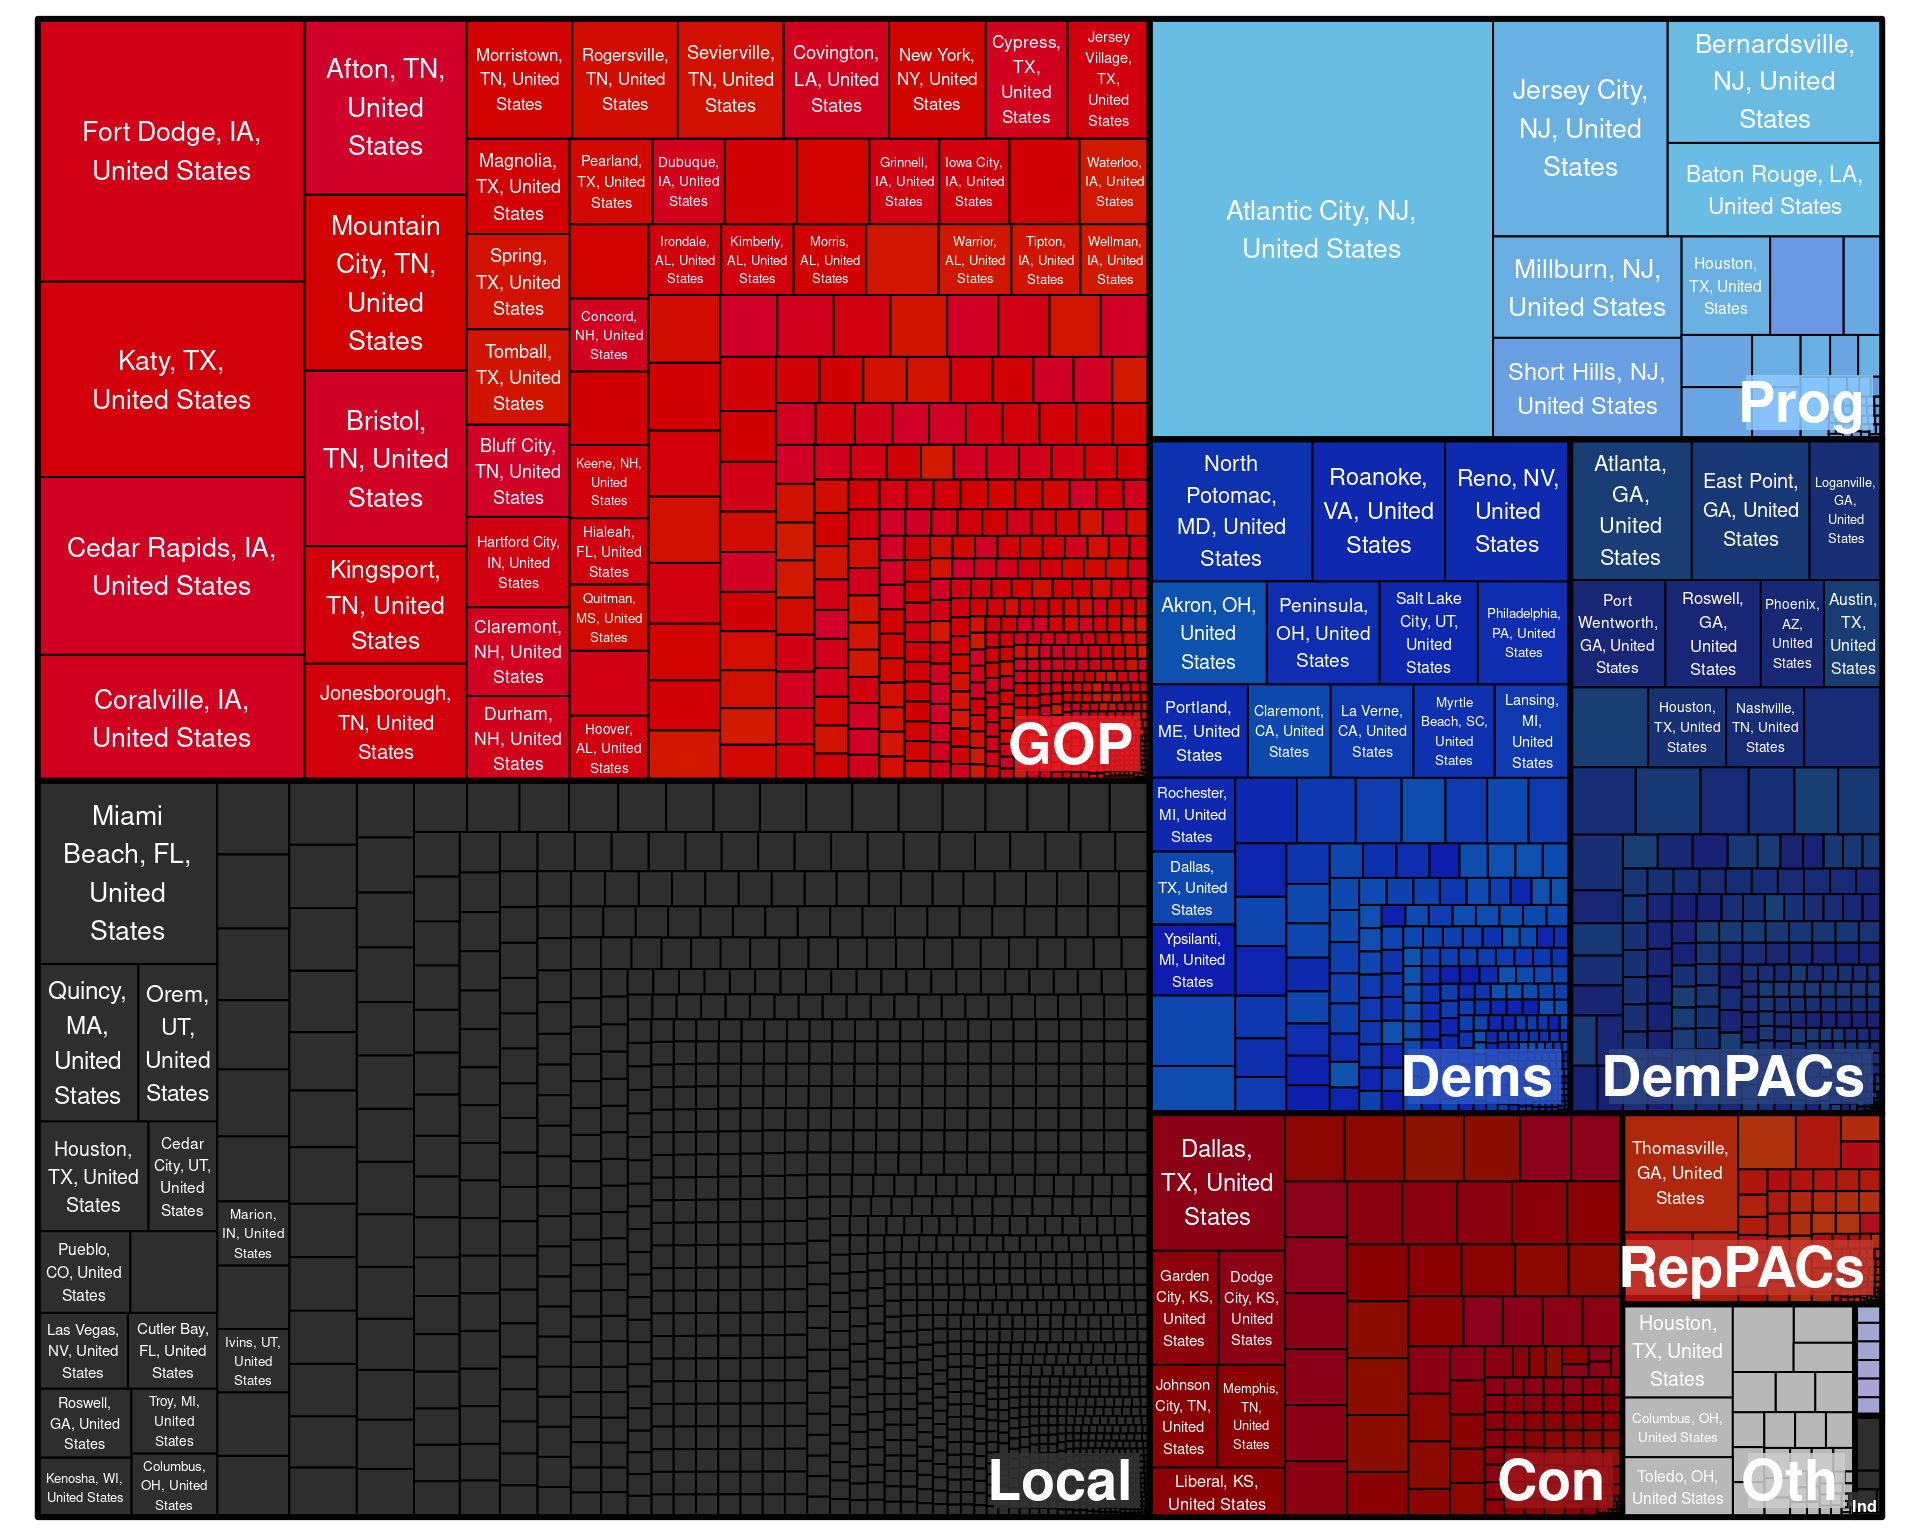 Fort Dodge, IA,
United States
Katy, TX,
United States
Cedar Rapids, IA,
United States
Coralville, IA,
United States
Afton, TN,
United
States
Mountain
City, TN,
United
States
Bristol,
TN, United
States
Kingsport,
TN, United
States
Jonesborough,
TN, United
States
Morristown,
TN, United
States
Rogersville,
TN, United
States
Sevierville,
TN, United
States
Covington,
LA, United
States
New York,
NY, United
States
Cypress,
TX,
United
States
Jersey
Village,
TX,
United
States
Magnolia,
TX, United
States
Spring,
TX, United
States
Tomball,
TX, United
States
Bluff City,
TN, United
States
Hartford City,
IN, United
States
Claremont,
NH, United
States
Durham,
NH, United
States
Pearland,
TX, United
States
Dubuque,
IA, United
States
Grinnell,
IA, United
States
Iowa City,
IA, United
States
Waterloo,
IA, United
States
Irondale,
AL, United
States
Kimberly,
AL, United
States
Morris,
AL, United
States
Warrior,
AL, United
States
Tipton,
IA, United
States
Wellman,
IA, United
States
Concord,
NH, United
States
Keene, NH,
United
States
Hialeah,
FL, United
States
Quitman,
MS, United
States
Hoover,
AL, United
States
GOP
Atlantic City, NJ,
United States
Jersey City,
NJ, United
States
Bernardsville,
NJ, United
States
Baton Rouge, LA,
United States
Millburn, NJ,
United States
Houston,
TX, United
States
Short Hills, NJ,
United States
Prog
North
Potomac,
MD, United
States
Roanoke,
VA, United
States
Reno, NV,
United
States
Akron, OH,
United
States
Peninsula,
OH, United
States
Salt Lake
City, UT,
United
States
Philadelphia,
PA, United
States
Portland,
ME, United
States
Claremont,
CA, United
States
La Verne,
CA, United
States
Myrtle
Beach, SC,
United
States
Lansing,
MI,
United
States
Rochester,
MI, United
States
Dallas,
TX, United
States
Ypsilanti,
MI, United
States
Dems
Atlanta,
GA,
United
States
East Point,
GA, United
States
Loganville,
GA,
United
States
Port
Wentworth,
GA, United
States
Roswell,
GA,
United
States
Phoenix,
AZ,
United
States
Austin,
TX,
United
States
Houston,
TX, United
States
Nashville,
TN, United
States
DemPACs
Miami
Beach, FL,
United
States
Quincy,
MA,
United
States
Orem,
UT,
United
States
Houston,
TX, United
States
Cedar
City, UT,
United
States
Pueblo,
CO, United
States
Las Vegas,
NV, United
States
Cutler Bay,
FL, United
States
Roswell,
GA, United
States
Troy, MI,
United
States
Kenosha, WI,
United States
Columbus,
OH, United
States
Marion,
IN, United
States
Ivins, UT,
United
States
Local
Dallas,
TX, United
States
Garden
City, KS,
United
States
Dodge
City, KS,
United
States
Johnson
City, TN,
United
States
Memphis,
TN,
United
States
Liberal, KS,
United States
Con
Thomasville,
GA, United
States
RepPACs
Houston,
TX, United
States
Columbus, OH,
United States
Toledo, OH,
United States
Oth
Ind